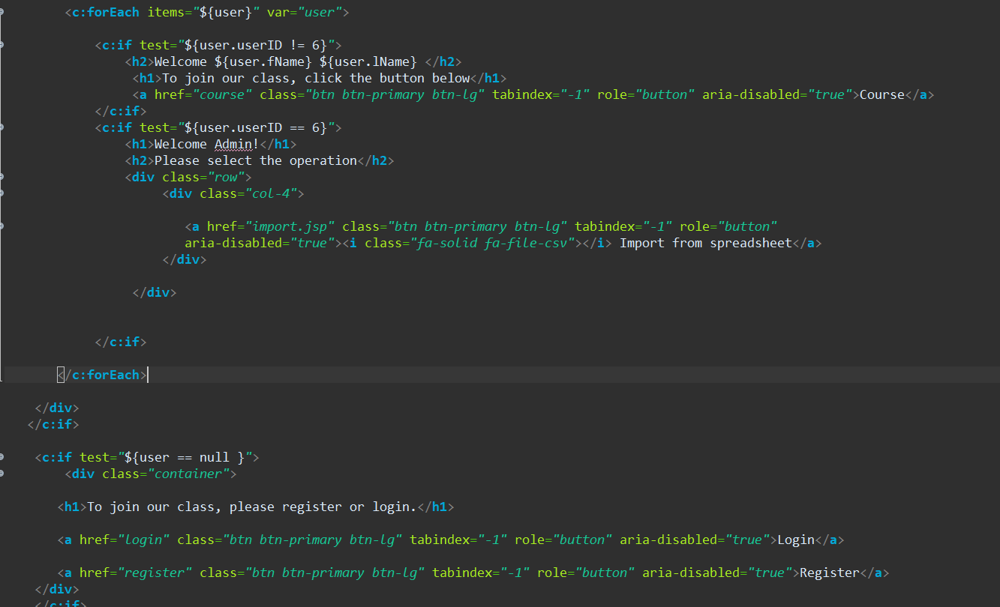 <c:forEach items="${user}" var="user">
<c:if test="${user.userID != 6}">
<h2>Welcome ${user.fName} ${user.lName} </h2>
<h1>To join our class, click the button below</h1>
<a href="course" class="btn btn-primary btn-lg" tabindex="-1" role="button" aria-disabled="true">Course</a>
</c:if>
<c:if test="${user.userID == 6}">
<h1>Welcome Admin!</h1>
<h2>Please select the operation</h2>
<div class="row">
<div class="col-4">
<a href="import.jsp" class="btn btn-primary btn-lg" tabindex="-1" role="button"
aria-disabled="true"><i class="fa-solid fa-file-csv"></i> Import from spreadsheet</a>
</div>
</div>
</c:if>
</c:forEach>
</div>
</c:if>
<c:if test="${user == null }">
<div class="container">
<h1>To join our class, please register or login.</h1>
<a href="login" class="btn btn-primary btn-lg" tabindex="-1" role="button" aria-disabled="true">Login</a>
<a href="register" class="btn btn-primary btn-lg" tabindex="-1" role="button" aria-disabled="true">Register</a>
</div>
</c:if>